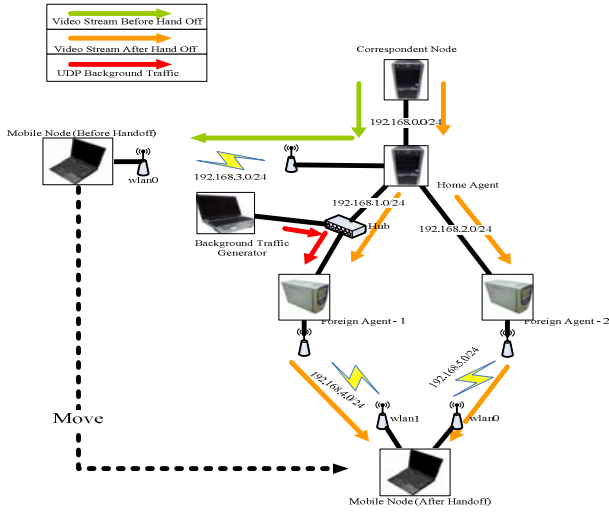 Video Stream Before Hand Off
Video Stream After Hand Off
UDP Background Traffic
Correspondent Node
192.168.0.0/24
Mobile Node (Before Handoff)
wlan0
192.168.3.0/24
Home Agent
192.168.1.0/24
Hub
192.168.2.0/24
Background Traffic
Generator
Foreign Agent - 1
Foreign Agent - 2
192.168.4.0/24
192.168.5.0/24
Move
wlan1
wlan0
Mobile Node (After Handoff)